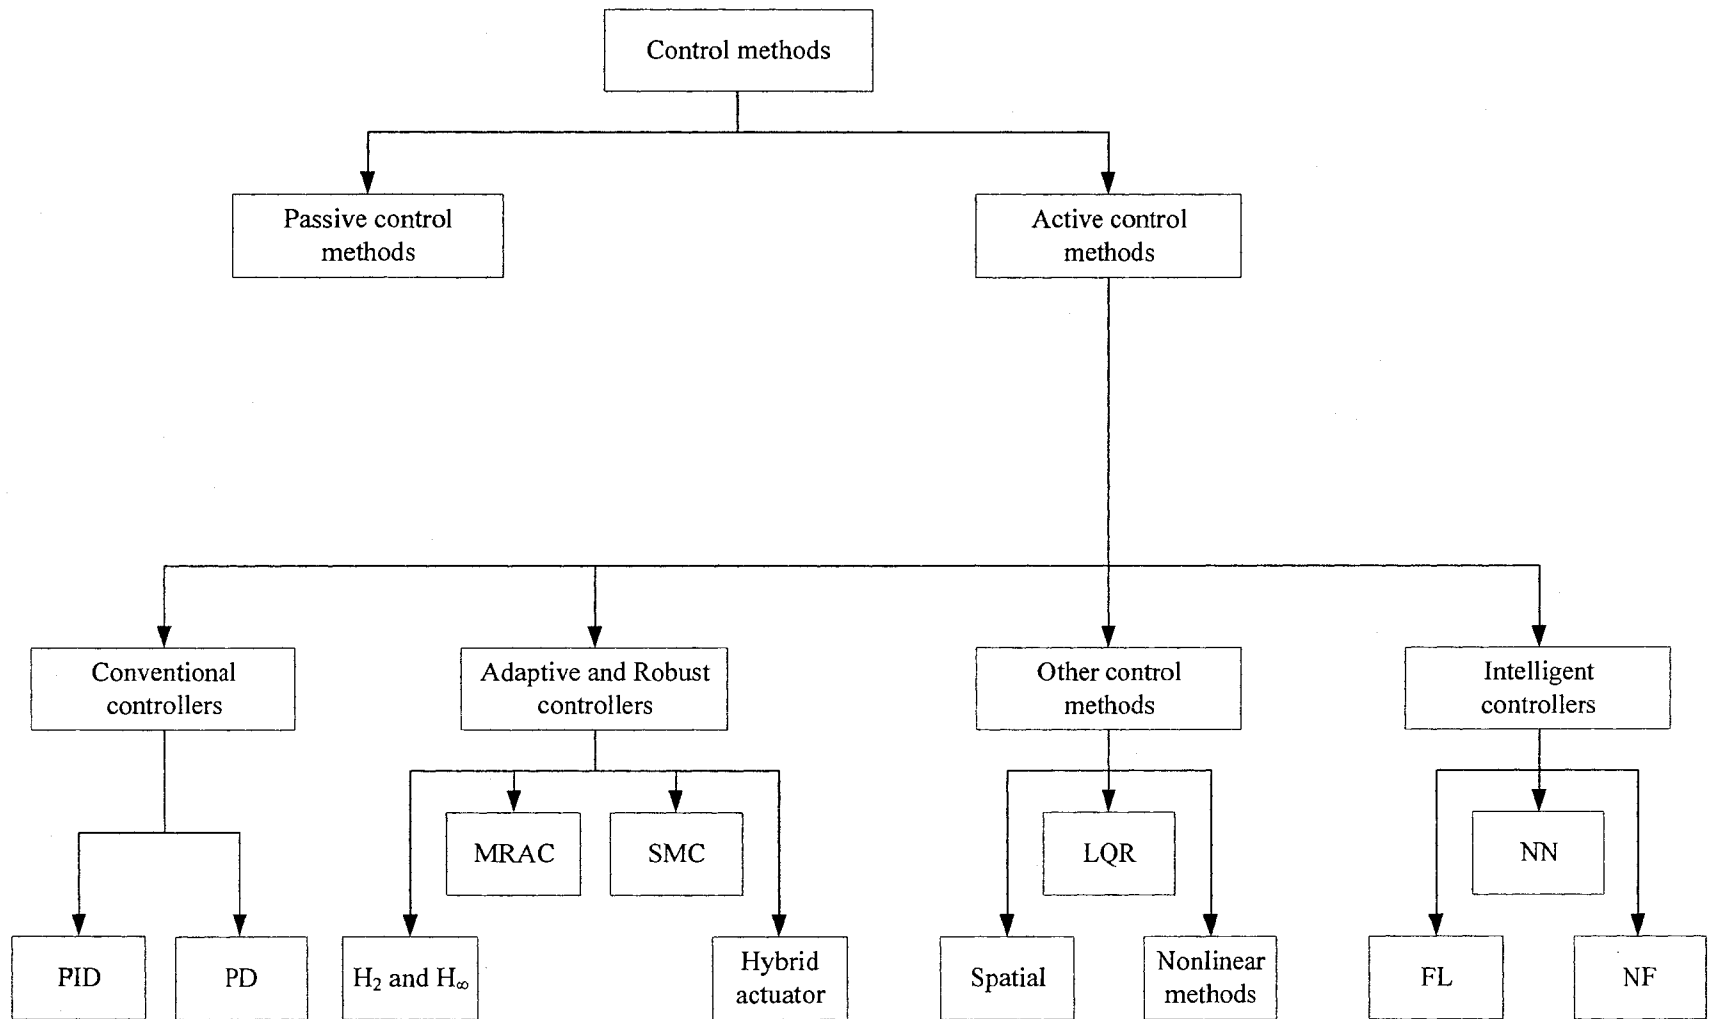 Control methods
Passive control
methods
Active control
methods
Conventional
controllers
Adaptive and Robust
controllers
Other control
methods
Intelligent
controllers
MRAC
SMC
LQR
NN
PID
PD
H₂ and H∞
Hybrid
actuator
Spatial
Nonlinear
methods
FL
NF